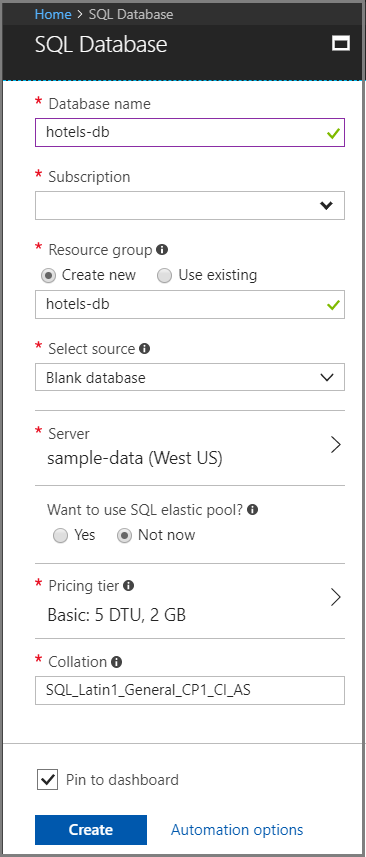 Home > SQL Database
SQL Database
* Database name
hotels-db
* Subscription
* Resource group
Create new Use existing
hotels-db
* Select source
Blank database
* Server
sample-data (West US)
Want to use SQL elastic pool?
Yes Not now
* Pricing tier
Basic: 5 DTU, 2 GB
* Collation
SQL_Latin1_General_CP1_CI_AS
Pin to dashboard
Create Automation options